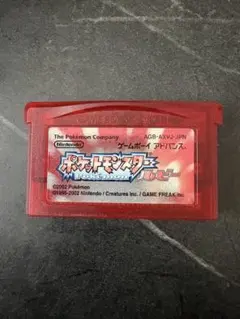 The Pokémon Company AGB-AXVJ-JPN
Nintendo ゲームボーイ アドバンス
ポケットモンスター
ルビー
©2002 Pokémon
©1995-2002 Nintendo / Creatures inc. / GAME FREAK inc.